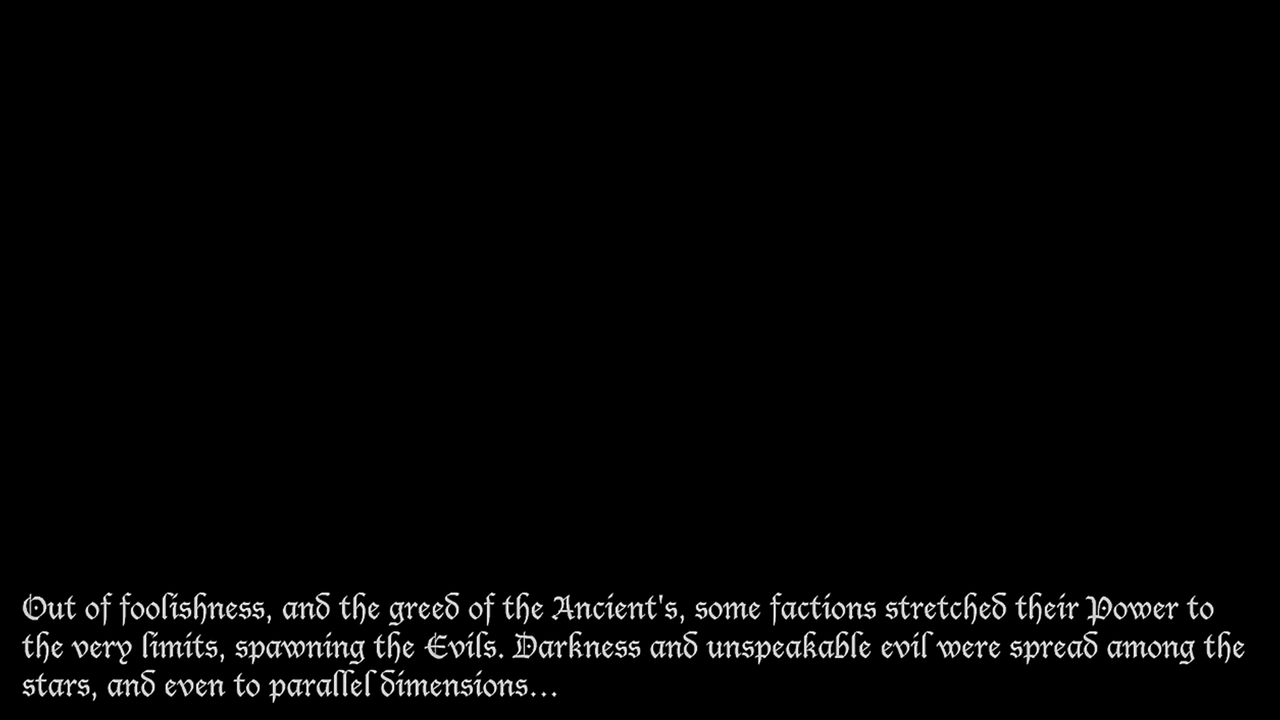 Out of foolishness, and the greed of the Ancient's, some factions stretched their Power to
the very limits, spawning the Evils. Darkness and unspeakable evil were spread among the
stars, and even to parallel dimensions...